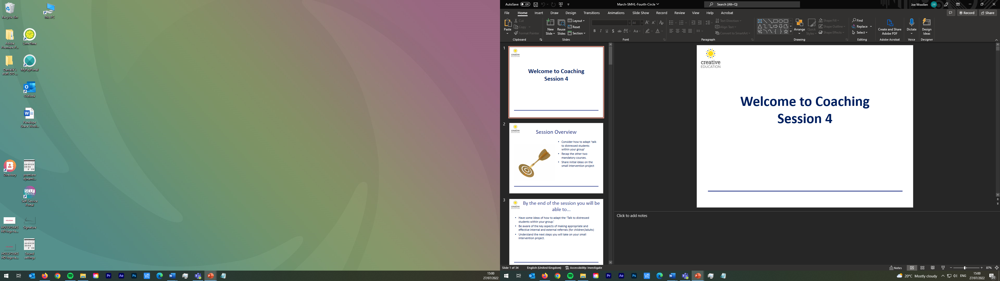 Recycle Bin
This PC
Adobe
Premiere P...
LimeTime
Danielle's
stuff. DO ...
MyPayPortal
Outlook
Penelope
Grace Wool...
Directory
premiere
dynami...
SELF
SERVICE
Self-Service
Portal
HOLLYOAKS
HD logo te...
Signature
HOLLYOAKS
HD logo te...
Sound
settings
15:00
27/07/2022
AutoSave Off
March-SMHL-Fourth-Circle
Search (Alt+Q)
Joe Woollen JW
File Home Insert Draw Design Transitions Animations Slide Show Record Review View Help Acrobat
Record Share
Paste
Cut
Copy
Format Painter
Clipboard
New
Slide
Reuse
Slides
Layout
Reset
Section
Slides
44
Font
Text Direction
Align Text
Convert to SmartArt
Paragraph
Arrange
Quick
Styles
Shape Fill
Shape Outline
Shape Effects
Drawing
Find
Replace
Select
Editing
Create and Share
Adobe PDF
Adobe Acrobat
Dictate
Voice
Design
Ideas
Designer
1
creative
EDUCATION
Welcome to Coaching
Session 4
2
creative
EDUCATION
Session Overview
• Consider how to adapt 'talk
to distressed students
within your group'
• Recap the other two
mandatory courses.
• Share initial ideas on the
small intervention project
3
creative
EDUCATION
By the end of the session you will be
able to...
• Have some ideas of how to adapt the 'Talk to distressed
students within your group.'
• Be aware of the key aspects of making appropriate and
effective internal and external referrals (for children/adults)
• Understand the next steps you will take on your small
intervention project.
creative
EDUCATION
Welcome to Coaching
Session 4
Click to add notes
Slide 1 of 34 English (United Kingdom) Accessibility: Investigate
Notes
87%
20°C Mostly cloudy
ENG
15:00
27/07/2022
20